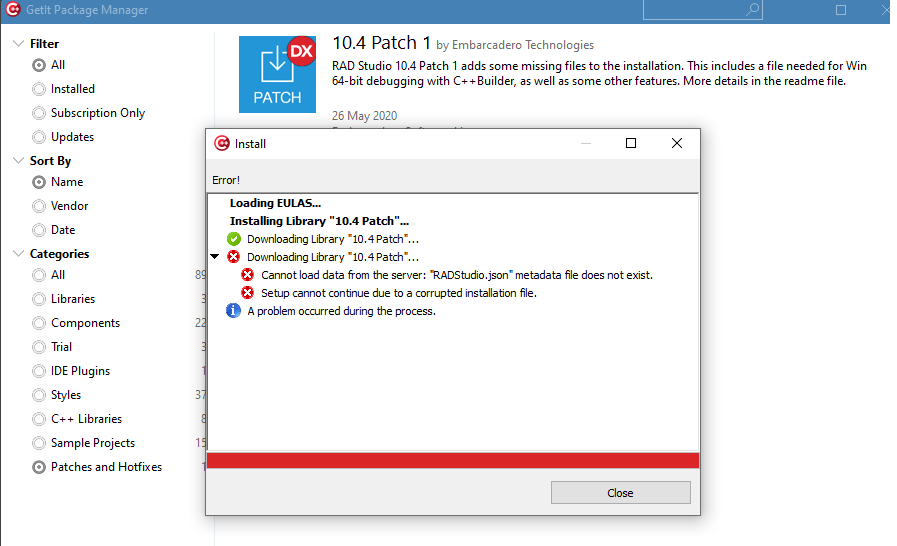 GetIt Package Manager
Filter
All
Installed
Subscription Only
Updates
Sort By
Name
Vendor
Date
Categories
All 89
Libraries 3
Components 22
Trial 3
IDE Plugins 1
Styles 37
C++ Libraries 8
Sample Projects 15
Patches and Hotfixes 1
DX
PATCH
10.4 Patch 1 by Embarcadero Technologies
RAD Studio 10.4 Patch 1 adds some missing files to the installation. This includes a file needed for Win
64-bit debugging with C++Builder, as well as some other features. More details in the readme file.
26 May 2020
Install
Error!
Loading EULAS...
Installing Library "10.4 Patch"...
Downloading Library "10.4 Patch"...
Downloading Library "10.4 Patch"...
Cannot load data from the server: "RADStudio.json" metadata file does not exist.
Setup cannot continue due to a corrupted installation file.
A problem occurred during the process.
Close